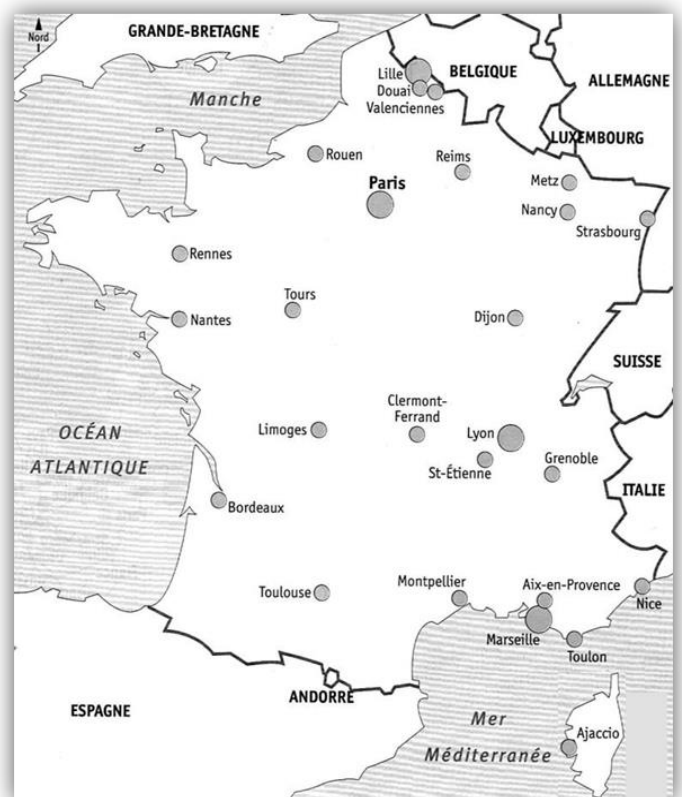 Nord
GRANDE-BRETAGNE
Manche
Lille
Douai
Valenciennes
BELGIQUE
ALLEMAGNE
LUXEMBOURG
Rouen
Reims
Paris
Metz
Nancy
Strasbourg
Rennes
Nantes
Tours
Dijon
SUISSE
Clermont-
Ferrand
Limoges
Lyon
St-Étienne
Grenoble
OCÉAN
ATLANTIQUE
ITALIE
Bordeaux
Toulouse
Montpellier
Aix-en-Provence
Nice
Marseille
Toulon
ANDORRE
ESPAGNE
Mer
Méditerranée
Ajaccio